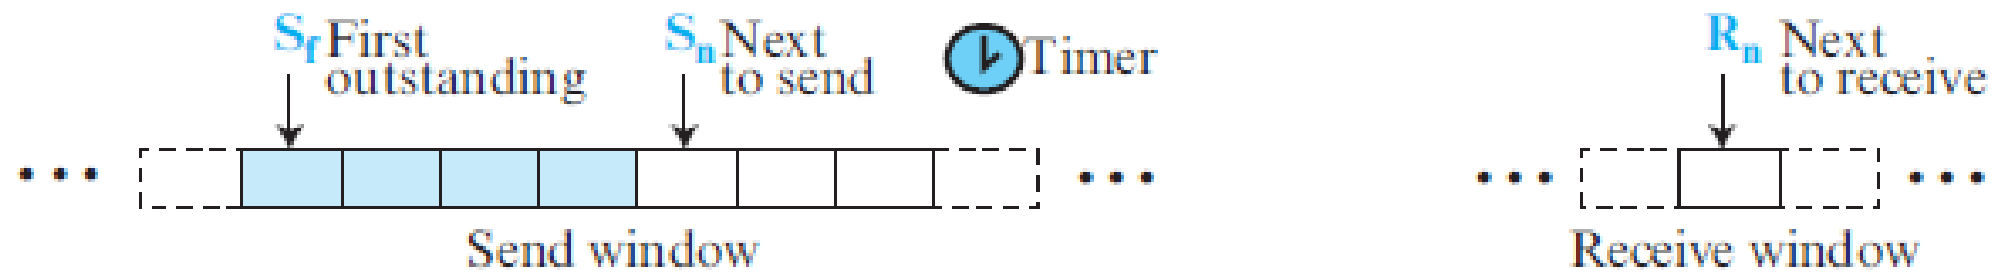 Sf First
outstanding
Sn Next
to send
Timer
Rn Next
to receive
Send window
Receive window